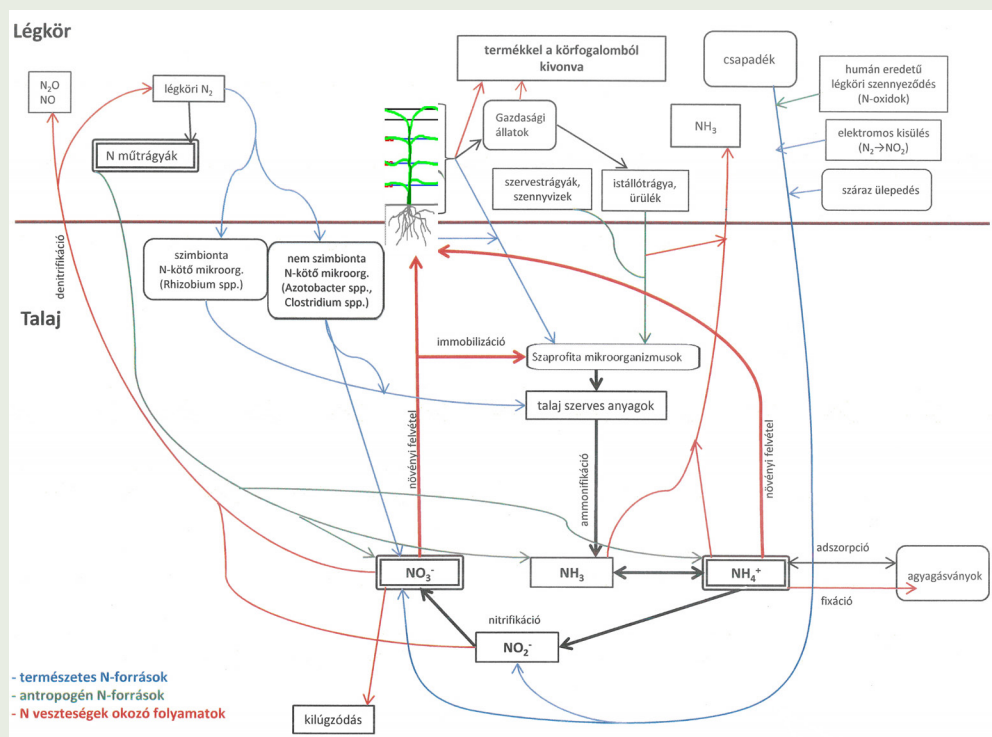 Légkör
termékkel a körfogalomból
kivonva
csapadék
humán eredetű
légköri szennyeződés
(N-oxidok)
N₂O
NO
légköri N₂
Gazdasági
állatok
NH₃
elektromos kisülés
(N₂→NO₂)
N műtrágyák
szervestrágyák,
szennyvizek
istállótrágya,
ürülék
száraz ülepedés
denitrifikáció
szimbionta
N-kötő mikroorg.
(Rhizobium spp.)
nem szimbionta
N-kötő mikroorg.
(Azotobacter spp.,
Clostridium spp.)
Talaj
immobilizáció
Szaprofita mikroorganizmusok
talaj szerves anyagok
növényi felvétel
ammonifikáció
növényi felvétel
NO₃⁻
NH₃
NH₄⁺
adszorpció
agyagásványok
fixáció
nitrifikáció
NO₂⁻
- természetes N-források
- antropogén N-források
- N veszteségek okozó folyamatok
kilúgzódás